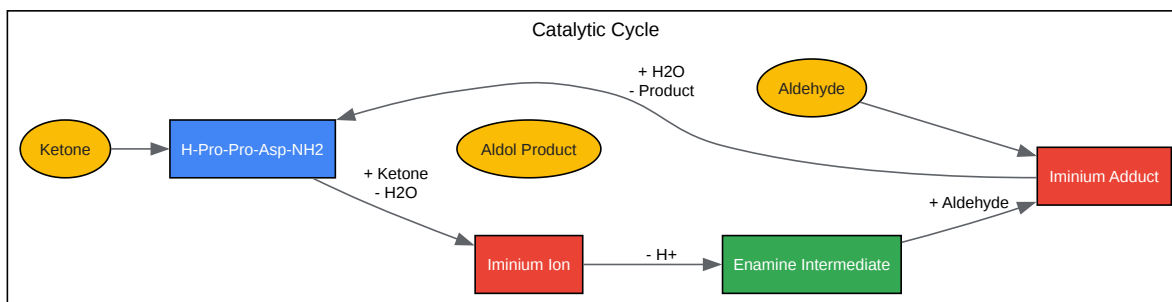 Catalytic Cycle
+ H2O
- Product
Aldehyde
Ketone
H-Pro-Pro-Asp-NH2
Aldol Product
+ Ketone
- H2O
Iminium Adduct
+ Aldehyde
Iminium Ion
- H+
Enamine Intermediate